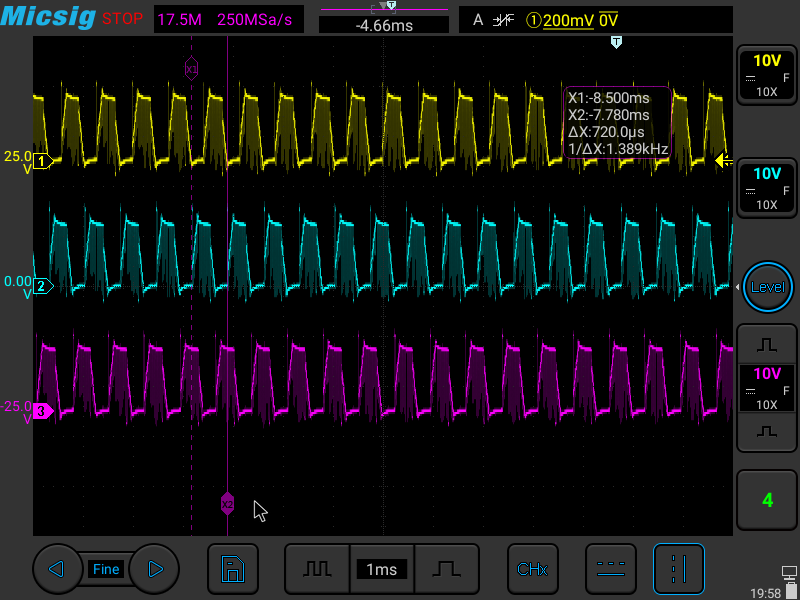 Micsig STOP 17.5M 250MSa/s T -4.66ms A 1 200mV 0V
T
X1
10V
F
10X
X1:-8.500ms
X2:-7.780ms
ΔX:720.0µs
1/ΔX:1.389kHz
25.0
V
1
10V
F
10X
0.00
V
2
Level
10V
F
10X
-25.0
V
3
X2
4
Fine
1ms
CHx
19:58